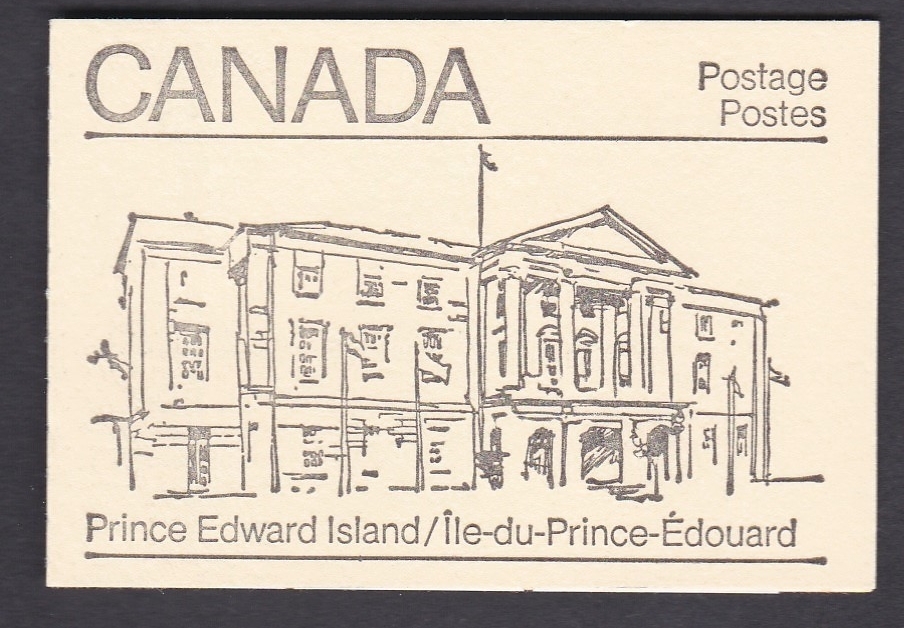 CANADA
Postage
Postes
Prince Edward Island/Île-du-Prince-Édouard